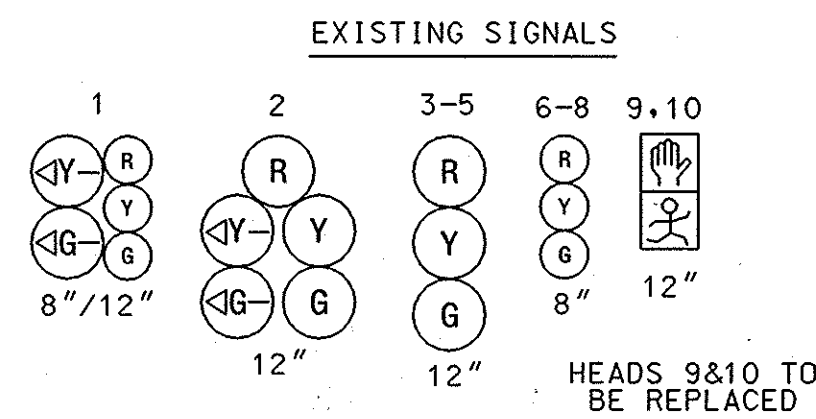 EXISTING SIGNALS
1 2 3-5 6-8 9,10
R R R R
Y Y Y Y Y Y
G G G G G G
8"/12" 12" 12" 8" 12"
HEADS 9&10 TO
BE REPLACED